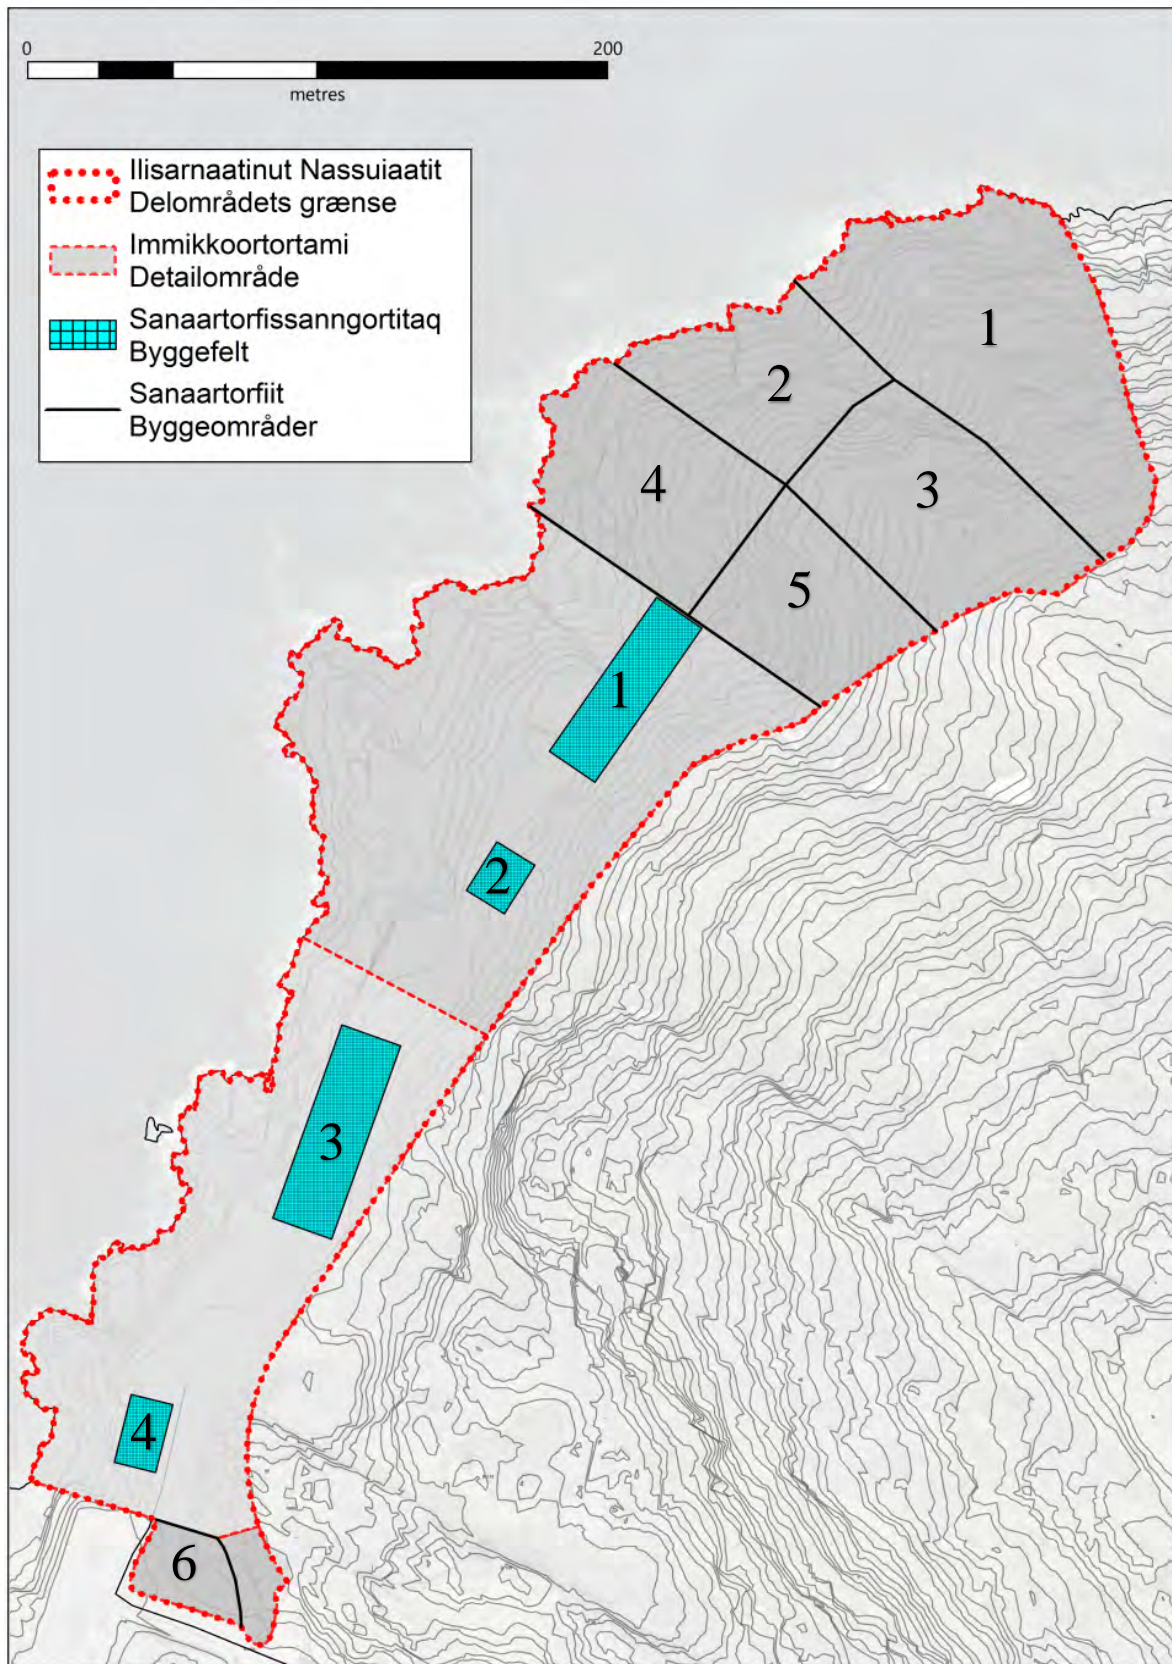 0 200
metres
Ilisarnaatinut Nassuiaatit
Delområdets grænse
Immikkoortortami
Detailområde
Sanaartorfissanngortitaq
Byggefelt
Sanaartorfiit
Byggeområder
1
2
3
4
5
1
2
3
4
6